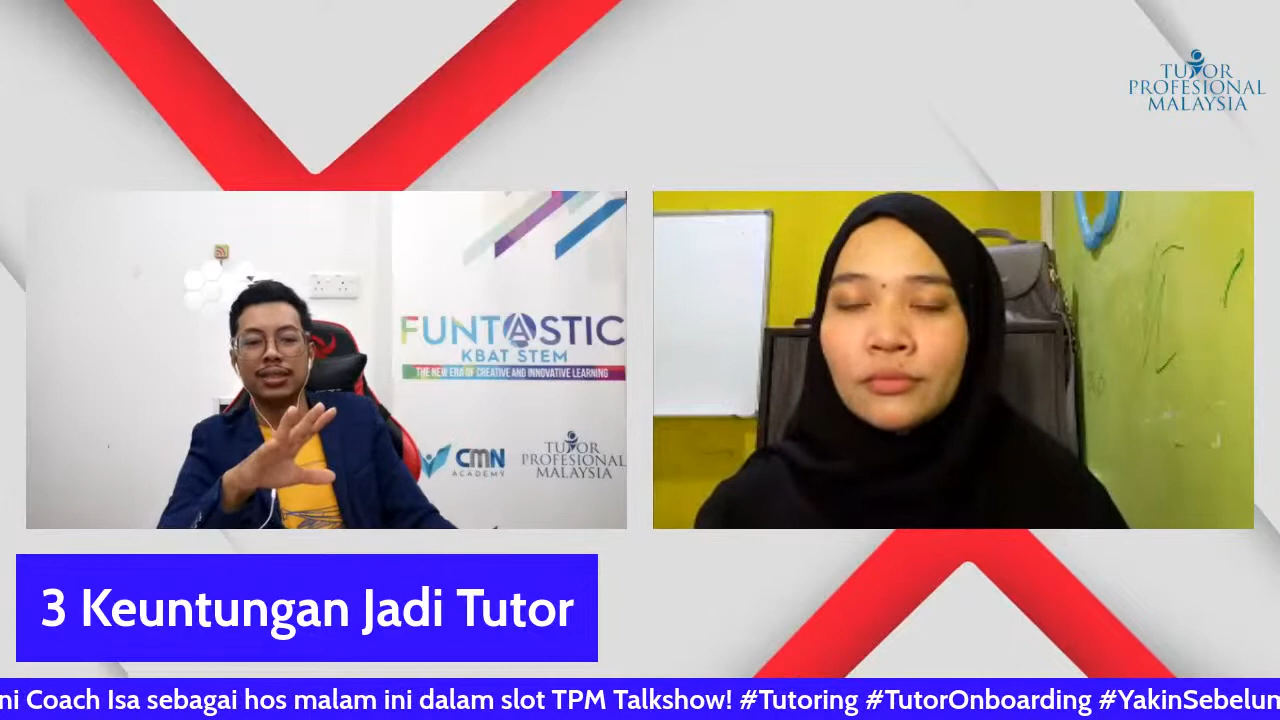 TUTOR
PROFESIONAL
MALAYSIA
FUNTASTIC
KBAT STEM
THE NEW ERA OF CREATIVE AND INNOVATIVE LEARNING
CMN
ACADEMY
TUTOR
PROFESIONAL
MALAYSIA
3 Keuntungan Jadi Tutor
ni Coach Isa sebagai hos malam ini dalam slot TPM Talkshow! #Tutoring #TutorOnboarding #YakinSebelun